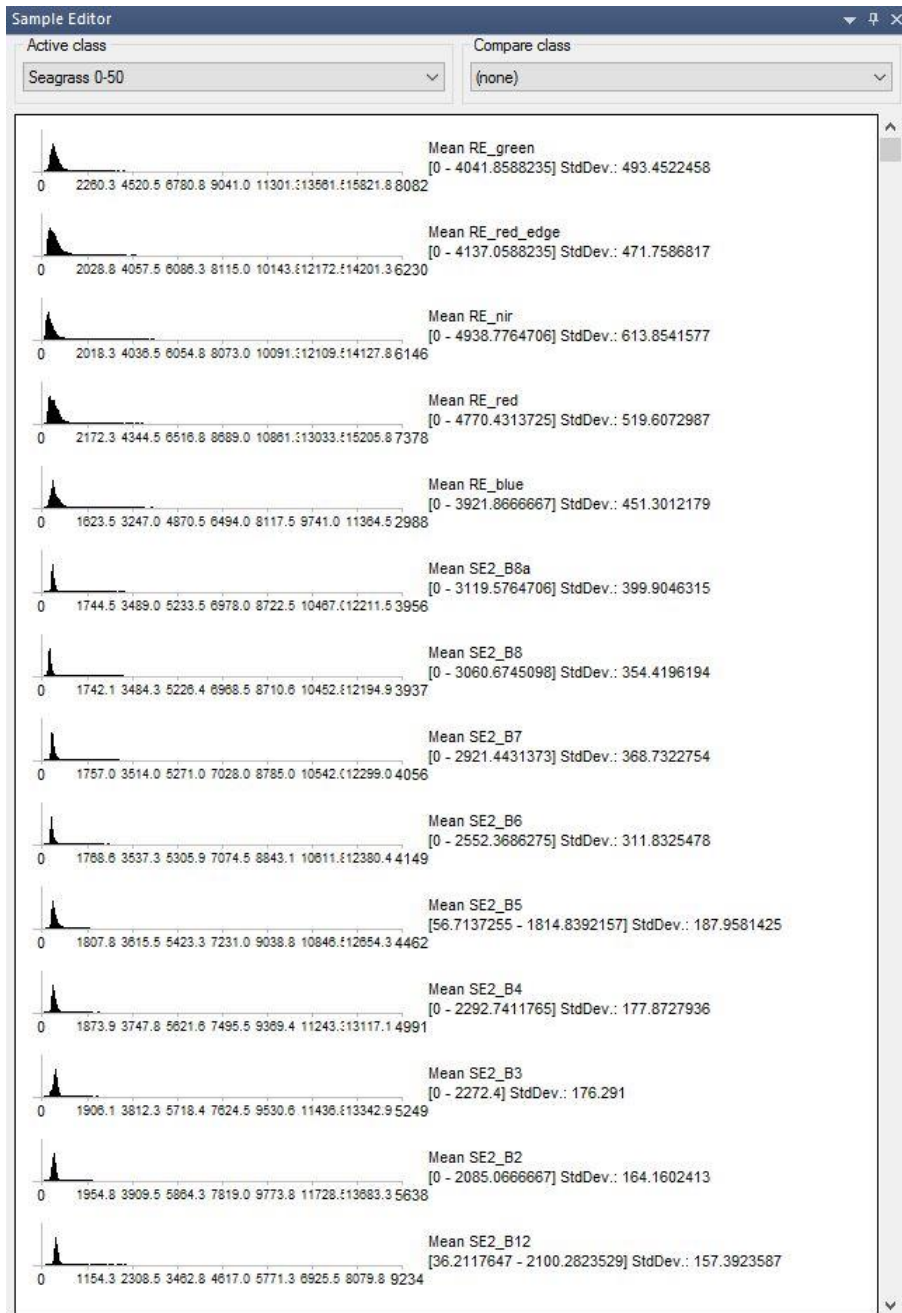 Sample Editor
Active class
Compare class
Seagrass 0-50
(none)
Mean RE_green
[0 - 4041.8588235] StdDev.: 493.4522458
0 2260.3 4520.5 6780.8 9041.0 11301. 13561. 15821.8 8082
Mean RE_red_edge
[0 - 4137.0588235] StdDev.: 471.7586817
0 2028.8 4057.5 6086.3 8115.0 10143. 12172. 14201.3 6230
Mean RE_nir
[0 - 4938.7764706] StdDev.: 613.8541577
0 2018.3 4036.5 6054.8 8073.0 10091. 12109. 14127.8 6146
Mean RE_red
[0 - 4770.4313725] StdDev.: 519.6072987
0 2172.3 4344.5 6516.8 8689.0 10861. 13033. 15205.8 7378
Mean RE_blue
[0 - 3921.8666667] StdDev.: 451.3012179
0 1623.5 3247.0 4870.5 6494.0 8117.5 9741.0 11364.5 2988
Mean SE2_B8a
[0 - 3119.5764706] StdDev.: 399.9046315
0 1744.5 3489.0 5233.5 6978.0 8722.5 10467. 12211.5 3956
Mean SE2_B8
[0 - 3060.6745098] StdDev.: 354.4196194
0 1742.1 3484.3 5226.4 6968.5 8710.6 10452. 12194.9 3937
Mean SE2_B7
[0 - 2921.4431373] StdDev.: 368.7322754
0 1757.0 3514.0 5271.0 7028.0 8785.0 10542. 12299.0 4056
Mean SE2_B6
[0 - 2552.3686275] StdDev.: 311.8325478
0 1768.6 3537.3 5305.9 7074.5 8843.1 10611. 12380.4 4149
Mean SE2_B5
[56.7137255 - 1814.8392157] StdDev.: 187.9581425
0 1807.8 3615.5 5423.3 7231.0 9038.8 10846. 12654.3 4462
Mean SE2_B4
[0 - 2292.7411765] StdDev.: 177.8727936
0 1873.9 3747.8 5621.6 7495.5 9369.4 11243. 13117.1 4991
Mean SE2_B3
[0 - 2272.4] StdDev.: 176.291
0 1906.1 3812.3 5718.4 7624.5 9530.6 11436. 13342.9 5249
Mean SE2_B2
[0 - 2085.0666667] StdDev.: 164.1602413
0 1954.8 3909.5 5864.3 7819.0 9773.8 11728. 13683.3 5638
Mean SE2_B12
[36.2117647 - 2100.2823529] StdDev.: 157.3923587
0 1154.3 2308.5 3462.8 4617.0 5771.3 6925.5 8079.8 9234